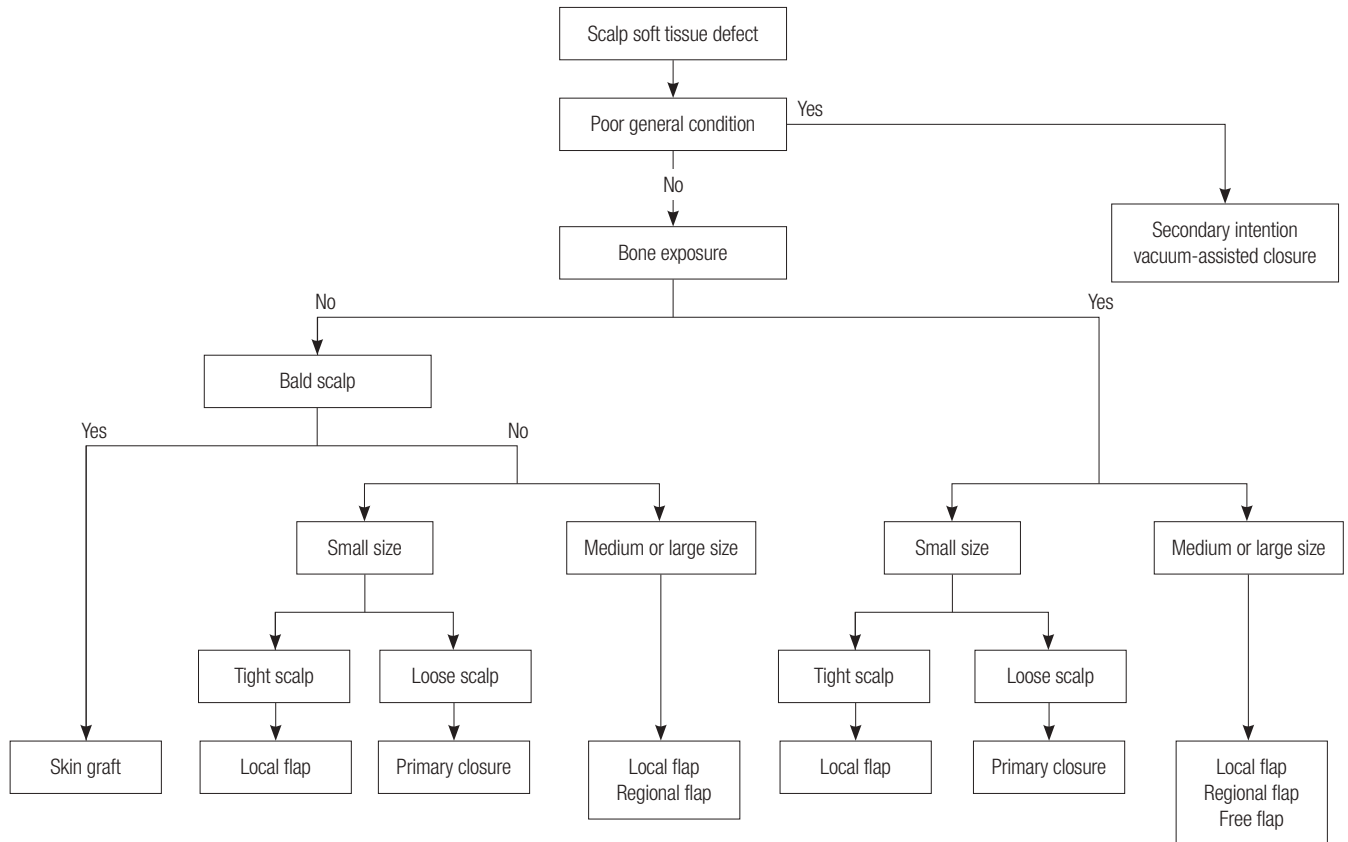 Scalp soft tissue defect
Poor general condition
Yes
No
Secondary intention
vacuum-assisted closure
Bone exposure
No
Yes
Bald scalp
Yes
No
Small size
Medium or large size
Small size
Medium or large size
Tight scalp
Loose scalp
Tight scalp
Loose scalp
Skin graft
Local flap
Primary closure
Local flap
Regional flap
Local flap
Primary closure
Local flap
Regional flap
Free flap